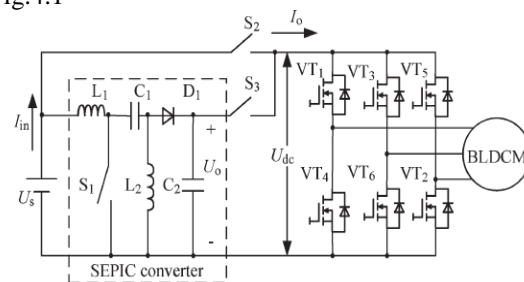 Fig.4.1
S₂
Iₒ
L₁ C₁ D₁ S₃
VT₁ VT₃ VT₅
Iᵢₙ
+
Uₛ S₁ L₂ C₂ Uₒ
U_dc
BLDCM
VT₄ VT₆ VT₂
-
SEPIC converter